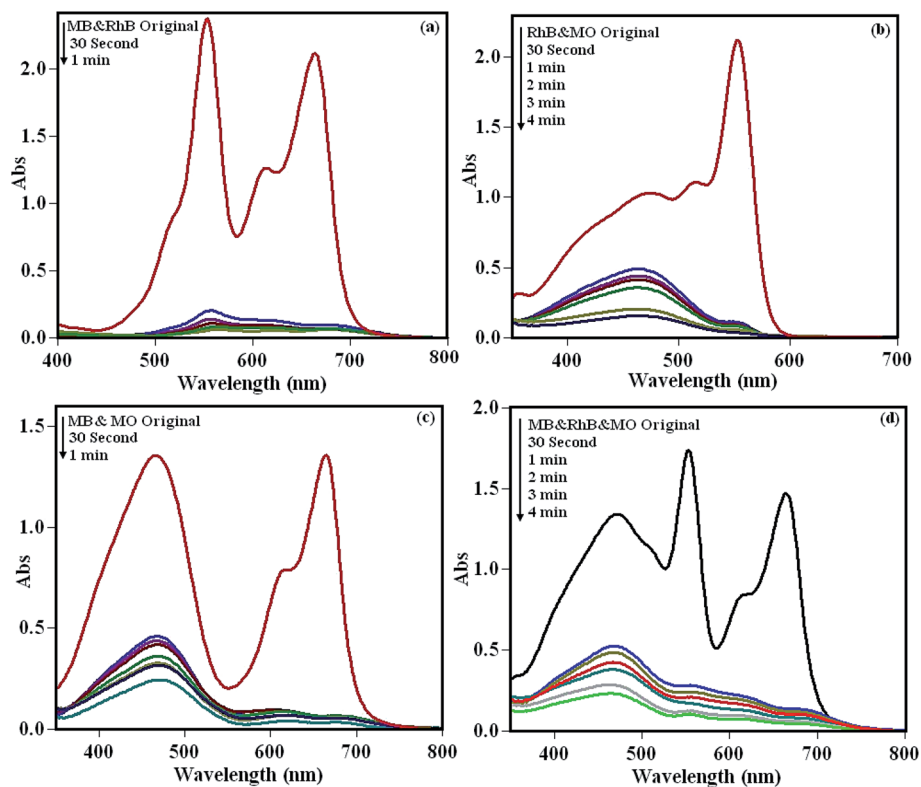 (a)
MB&RhB Original
30 Second
1 min
2.0
1.5
1.0
0.5
0.0
Abs
400 500 600 700 800
Wavelength (nm)
(b)
RhB&MO Original
30 Second
1 min
2 min
3 min
4 min
2.0
1.5
1.0
0.5
0.0
Abs
400 500 600 700
Wavelength (nm)
(c)
MB& MO Original
30 Second
1 min
1.5
1.0
0.5
0.0
Abs
400 500 600 700 800
Wavelength (nm)
(d)
MB&RhB&MO Original
30 Second
1 min
2 min
3 min
4 min
2.0
1.5
1.0
0.5
0.0
Abs
400 500 600 700 800
Wavelength (nm)